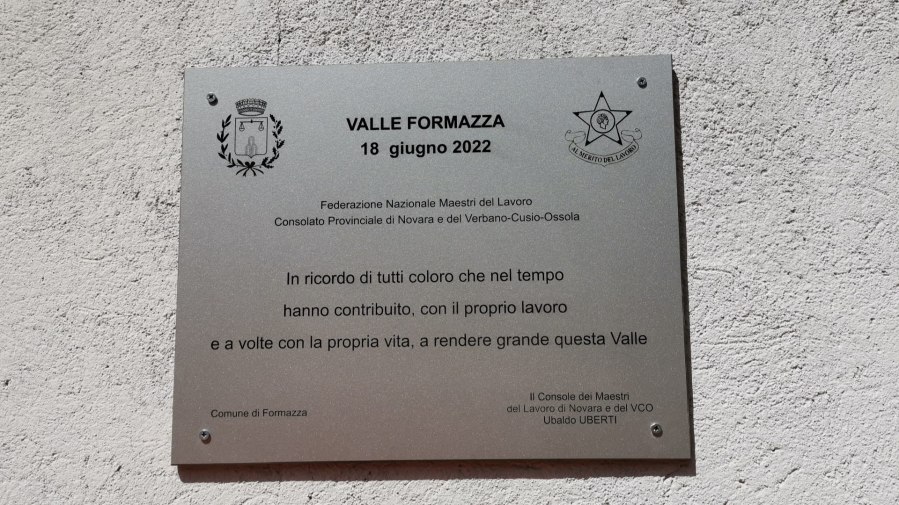 VALLE FORMAZZA
18 giugno 2022
AL MERITO DEL LAVORO
Federazione Nazionale Maestri del Lavoro
Consolato Provinciale di Novara e del Verbano-Cusio-Ossola
In ricordo di tutti coloro che nel tempo
hanno contribuito, con il proprio lavoro
e a volte con la propria vita, a rendere grande questa Valle
Comune di Formazza
Il Console dei Maestri
del Lavoro di Novara e del VCO
Ubaldo UBERTI